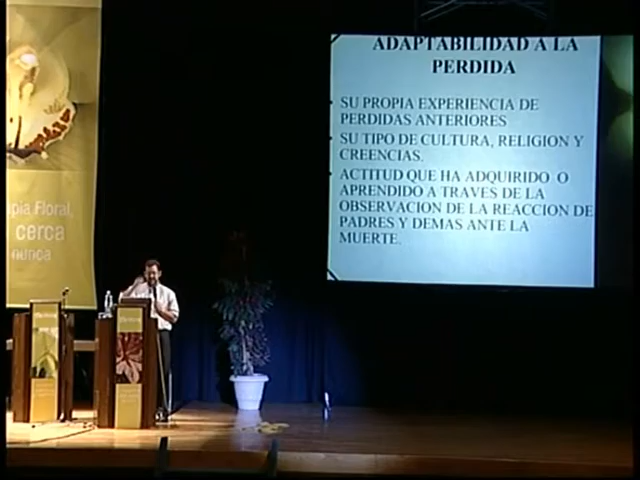 ADAPTABILIDAD A LA
PERDIDA
SU PROPIA EXPERIENCIA DE
PERDIDAS ANTERIORES
SU TIPO DE CULTURA, RELIGION Y
CREENCIAS.
ACTITUD QUE HA ADQUIRIDO O
APRENDIDO A TRAVES DE LA
OBSERVACION DE LA REACCION DE
PADRES Y DEMAS ANTE LA
MUERTE.
pia Floral,
cerca
nunca